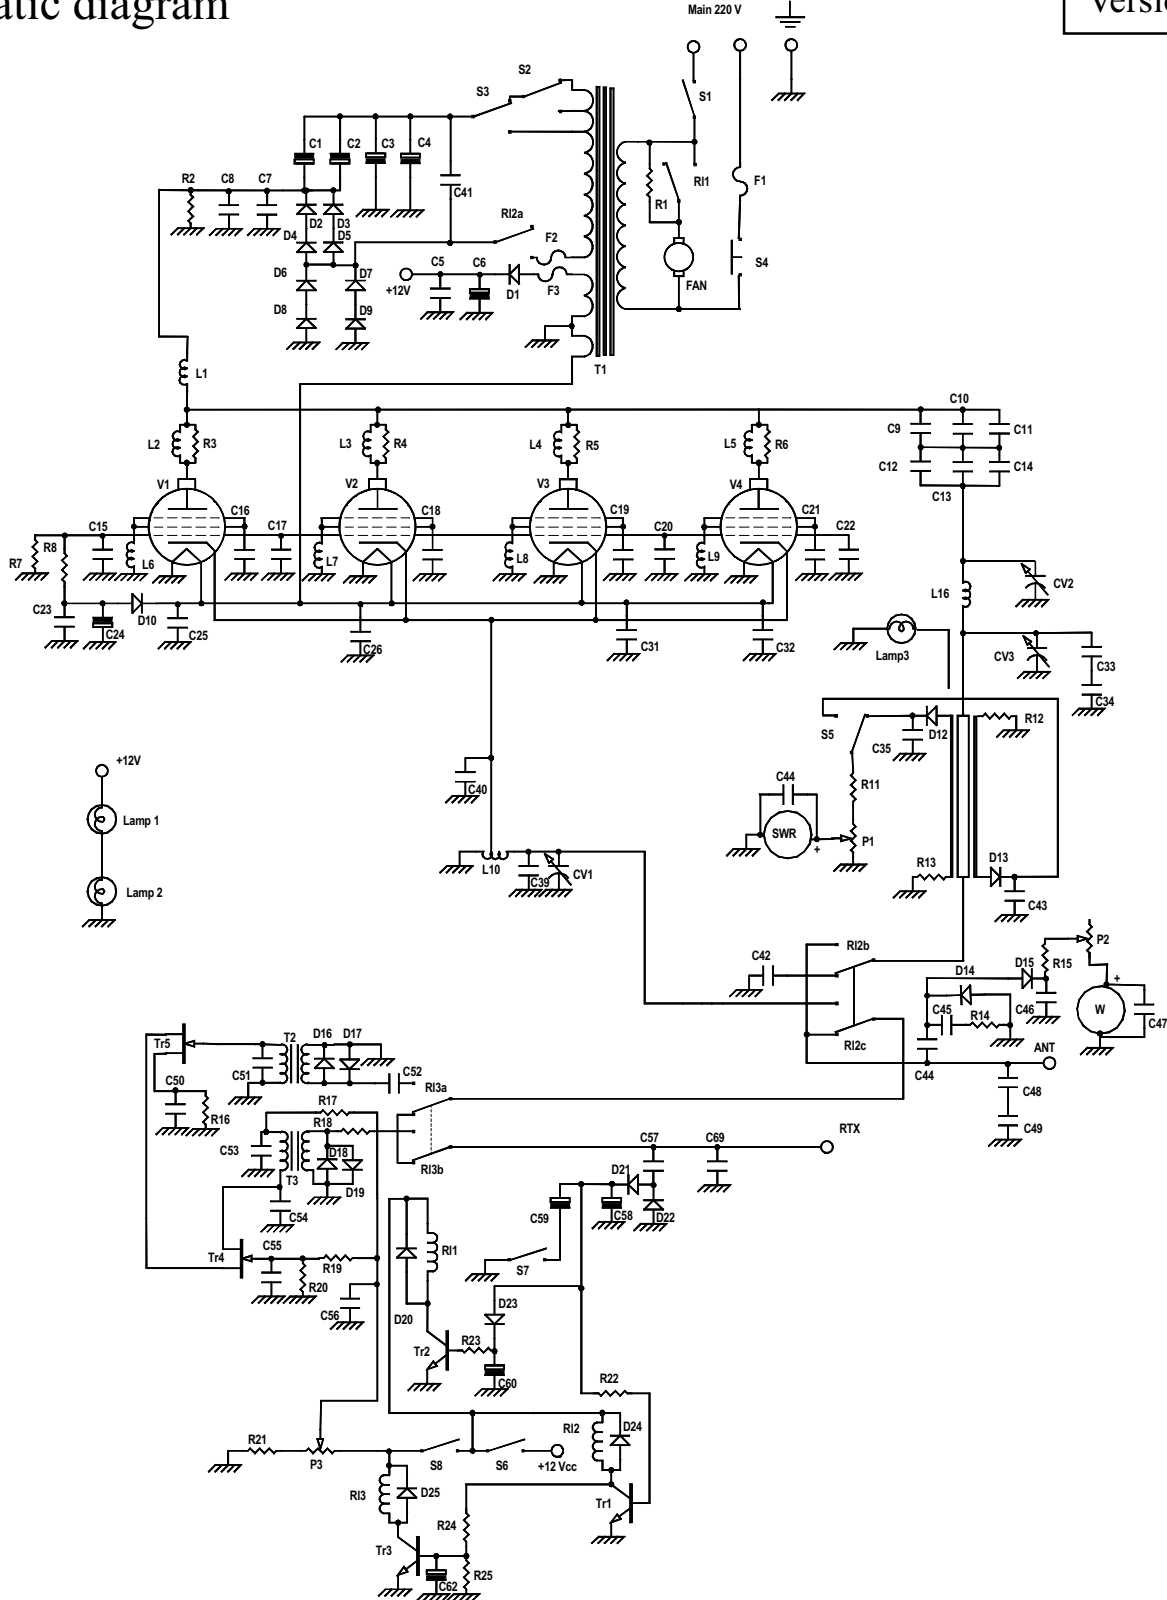 atic diagram
Versio
Main 220 V
S2
S3
S1
C1
C2
C3
C4
R2
C8
C7
C41
Rl1
F1
R1
D2
D3
Rl2a
D4
D5
F2
C5
C6
S4
D6
D7
+12V
D1
F3
FAN
D8
D9
T1
L1
C10
L2
R3
L3
R4
L4
R5
L5
R6
C9
C11
C12
C14
V1
V2
V3
V4
C13
C15
C16
C17
C18
C19
C20
C21
C22
R8
R7
L6
L7
L8
L9
CV2
L16
C23
C24
D10
C25
C26
C31
C32
Lamp3
CV3
C33
C34
R12
S5
D12
C35
+12V
C44
R11
C40
Lamp 1
SWR
P1
+
R13
D13
L10
C39
CV1
Lamp 2
C43
Rl2b
P2
C42
D14
D15
R15
+
C45
R14
C46
W
C47
Tr5
T2
D16
D17
Rl2c
ANT
C51
C52
C44
C50
Rl3a
C48
R16
R17
R18
RTX
C49
C53
D18
C57
C69
T3
D19
Rl3b
D21
C54
C59
C58
D22
Tr4
C55
Rl1
R19
S7
R20
C56
D20
D23
Tr2
R23
C60
R22
Rl2
D24
R21
P3
S8
S6
+12 Vcc
Rl3
D25
Tr1
R24
Tr3
C62
R25